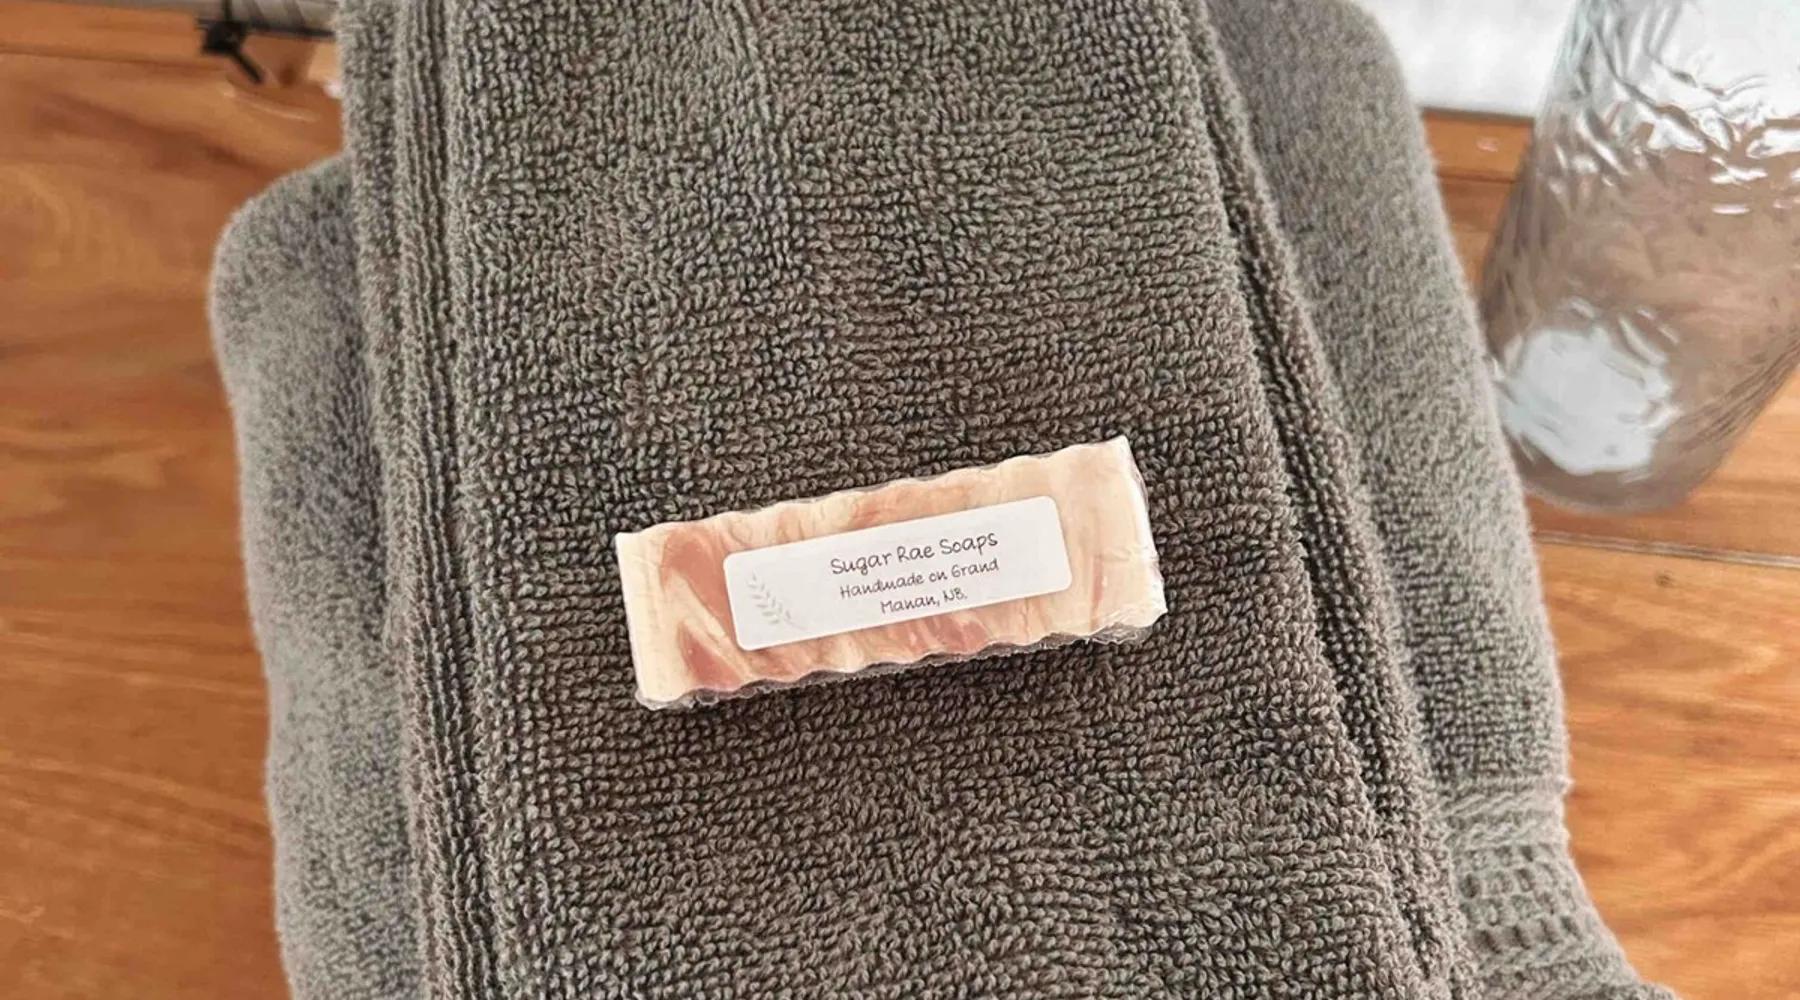 Sugar Rae Soaps
Handmade on Grand
Manan, NB.